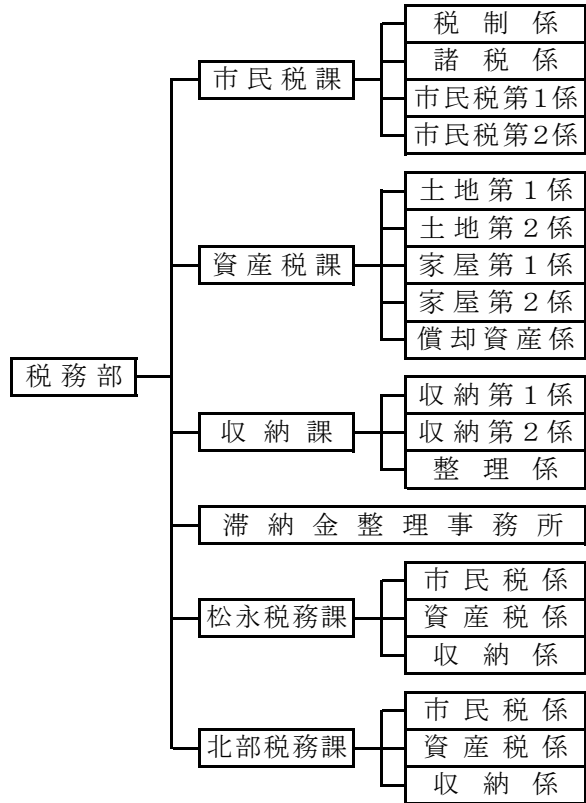 税務部
市民税課
税制係
諸税係
市民税第1係
市民税第2係
資産税課
土地第1係
土地第2係
家屋第1係
家屋第2係
償却資産係
収納課
収納第1係
収納第2係
整理係
滞納金整理事務所
松永税務課
市民税係
資産税係
収納係
北部税務課
市民税係
資産税係
収納係